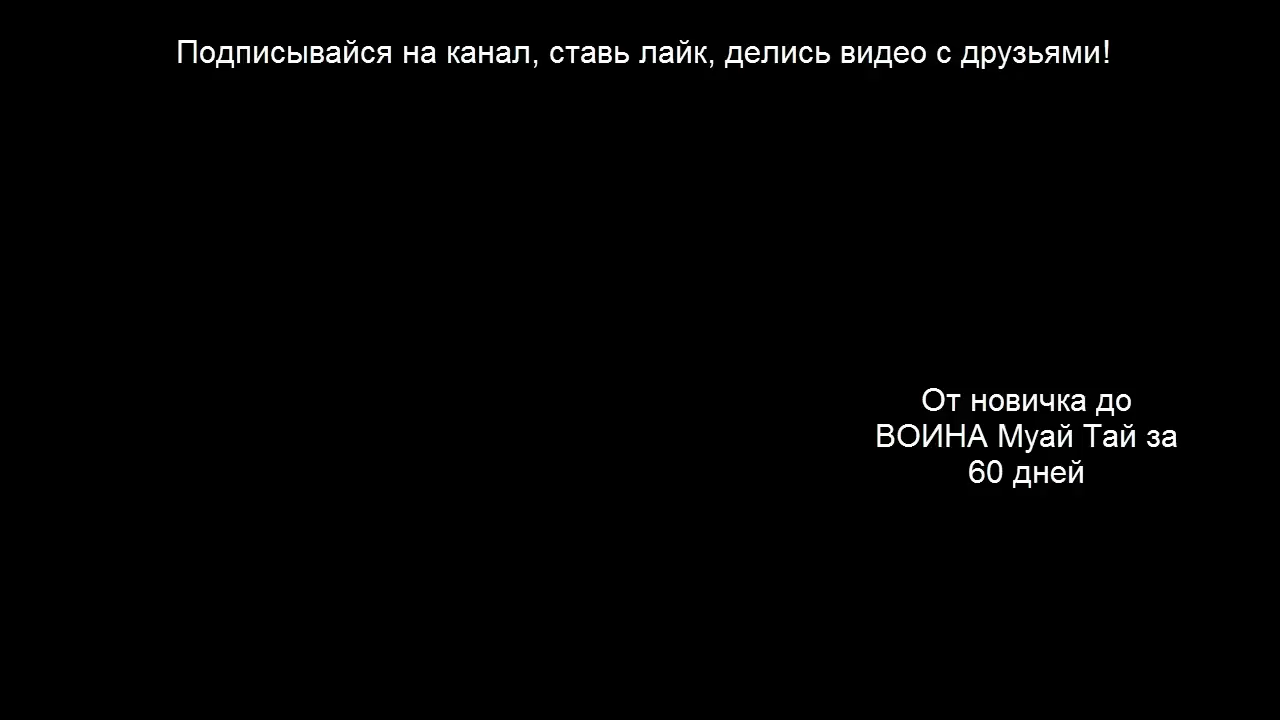 Подписывайся на канал, ставь лайк, делись видео с друзьями!
От новичка до
ВОИНА Муай Тай за
60 дней